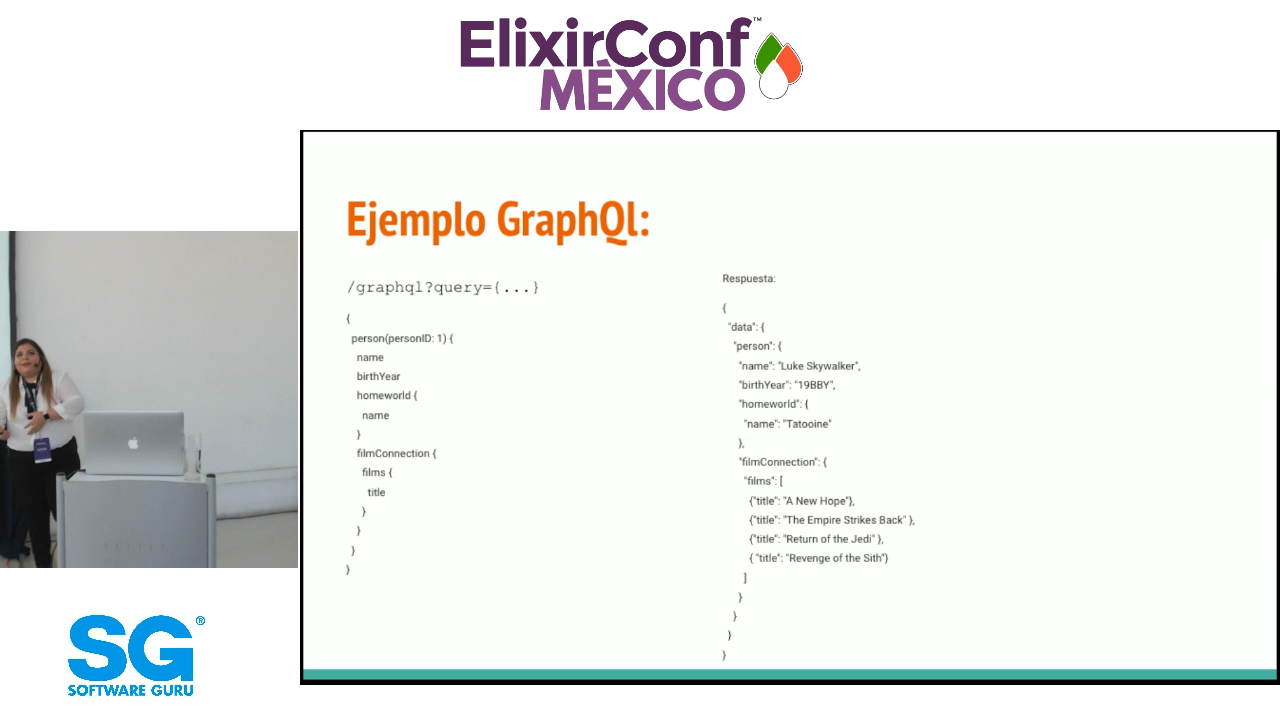 ElixirConf™
MÉXICO
Ejemplo GraphQl:
/graphql?query={...}
{
person(personID: 1) {
name
birthYear
homeworld {
name
}
filmConnection {
films {
title
}
}
}
}
Respuesta:
{
"data": {
"person": {
"name": "Luke Skywalker",
"birthYear": "19BBY",
"homeworld": {
"name": "Tatooine"
},
"filmConnection": {
"films": [
{"title": "A New Hope"},
{"title": "The Empire Strikes Back" },
{"title": "Return of the Jedi" },
{ "title": "Revenge of the Sith"}
]
}
}
}
}
SG®
SOFTWARE GURU